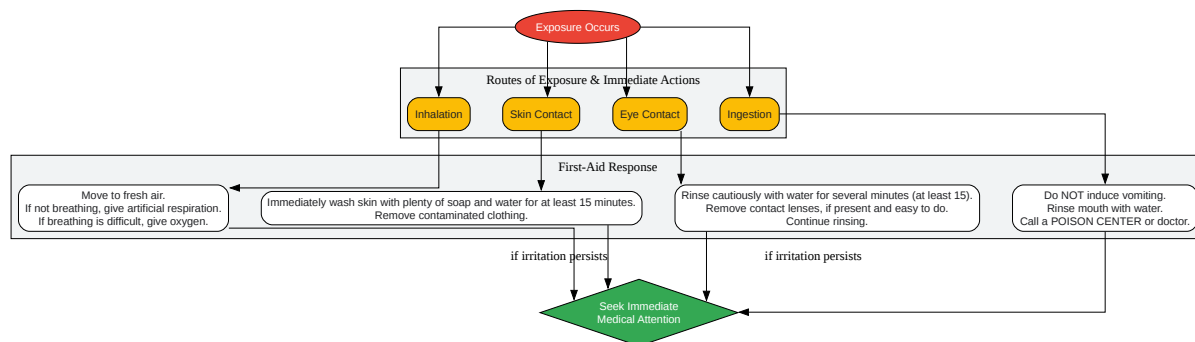 Exposure Occurs
Routes of Exposure & Immediate Actions
Inhalation
Skin Contact
Eye Contact
Ingestion
First-Aid Response
Move to fresh air.
If not breathing, give artificial respiration.
If breathing is difficult, give oxygen.
Immediately wash skin with plenty of soap and water for at least 15 minutes.
Remove contaminated clothing.
Rinse cautiously with water for several minutes (at least 15).
Remove contact lenses, if present and easy to do.
Continue rinsing.
Do NOT induce vomiting.
Rinse mouth with water.
Call a POISON CENTER or doctor.
if irritation persists
if irritation persists
Seek Immediate
Medical Attention